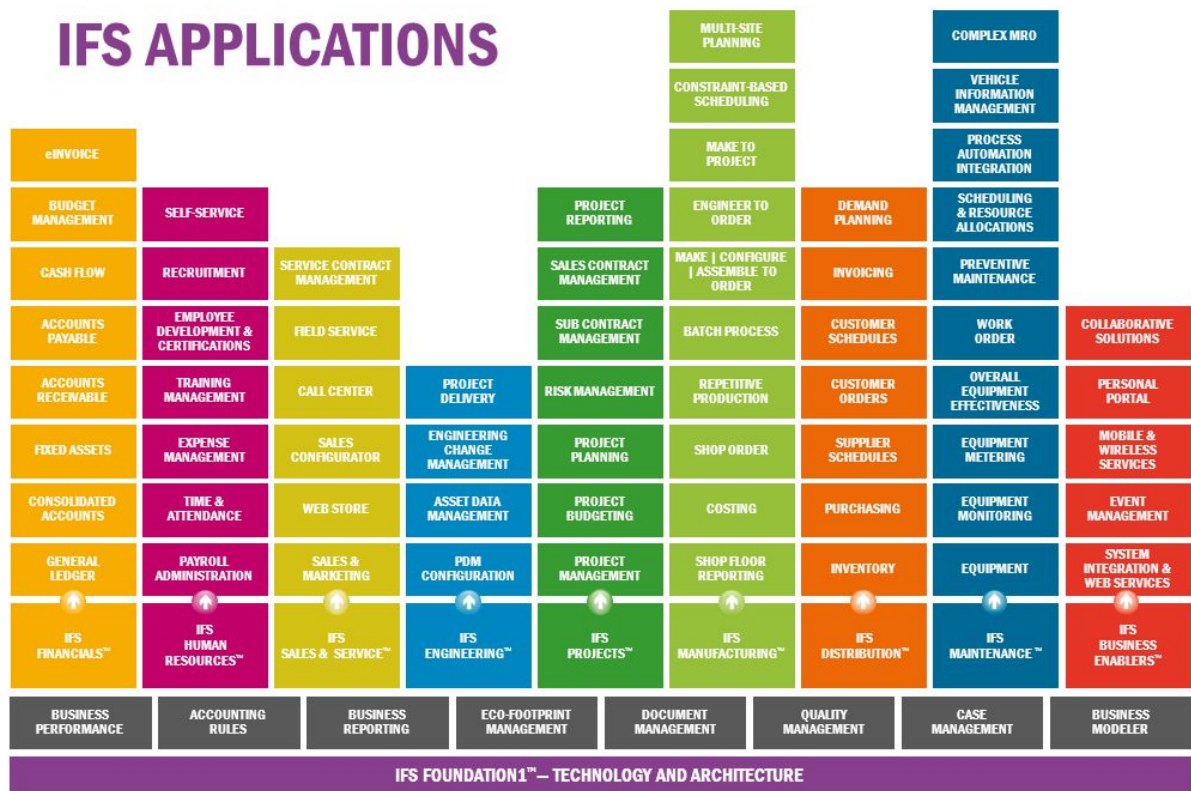 IFS APPLICATIONS
eINVOICE
BUDGET
MANAGEMENT
CASH FLOW
ACCOUNTS
PAYABLE
ACCOUNTS
RECEIVABLE
FIXED ASSETS
CONSOLIDATED
ACCOUNTS
GENERAL
LEDGER
IFS
FINANCIALS™
SELF-SERVICE
RECRUITMENT
EMPLOYEE
DEVELOPMENT &
CERTIFICATIONS
TRAINING
MANAGEMENT
EXPENSE
MANAGEMENT
TIME &
ATTENDANCE
PAYROLL
ADMINISTRATION
IFS
HUMAN
RESOURCES™
SERVICE CONTRACT
MANAGEMENT
FIELD SERVICE
CALL CENTER
SALES
CONFIGURATOR
WEB STORE
SALES &
MARKETING
IFS
SALES & SERVICE™
PROJECT
DELIVERY
ENGINEERING
CHANGE
MANAGEMENT
ASSET DATA
MANAGEMENT
PDM
CONFIGURATION
IFS
ENGINEERING™
PROJECT
REPORTING
SALES CONTRACT
MANAGEMENT
SUB CONTRACT
MANAGEMENT
RISK MANAGEMENT
PROJECT
PLANNING
PROJECT
BUDGETING
PROJECT
MANAGEMENT
IFS
PROJECTS™
MULTI-SITE
PLANNING
CONSTRAINT-BASED
SCHEDULING
MAKE TO
PROJECT
ENGINEER TO
ORDER
MAKE | CONFIGURE
| ASSEMBLE TO
ORDER
BATCH PROCESS
REPETITIVE
PRODUCTION
SHOP ORDER
COSTING
SHOP FLOOR
REPORTING
IFS
MANUFACTURING™
DEMAND
PLANNING
INVOICING
CUSTOMER
SCHEDULES
CUSTOMER
ORDERS
SUPPLIER
SCHEDULES
PURCHASING
INVENTORY
IFS
DISTRIBUTION™
COMPLEX MRO
VEHICLE
INFORMATION
MANAGEMENT
PROCESS
AUTOMATION
INTEGRATION
SCHEDULING
& RESOURCE
ALLOCATIONS
PREVENTIVE
MAINTENANCE
WORK
ORDER
OVERALL
EQUIPMENT
EFFECTIVENESS
EQUIPMENT
METERING
EQUIPMENT
MONITORING
EQUIPMENT
IFS
MAINTENANCE ™
COLLABORATIVE
SOLUTIONS
PERSONAL
PORTAL
MOBILE &
WIRELESS
SERVICES
EVENT
MANAGEMENT
SYSTEM
INTEGRATION &
WEB SERVICES
IFS
BUSINESS
ENABLERS™
BUSINESS
PERFORMANCE
ACCOUNTING
RULES
BUSINESS
REPORTING
ECO-FOOTPRINT
MANAGEMENT
DOCUMENT
MANAGEMENT
QUALITY
MANAGEMENT
CASE
MANAGEMENT
BUSINESS
MODELER
IFS FOUNDATION1™— TECHNOLOGY AND ARCHITECTURE